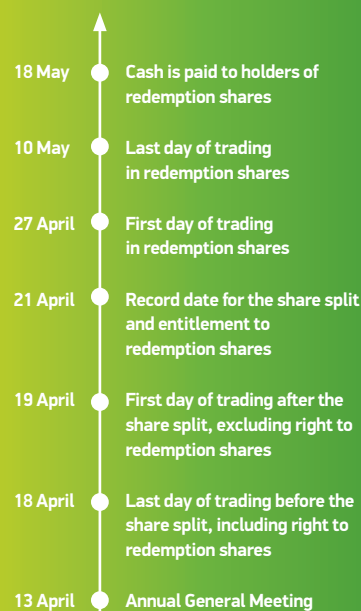 18 May Cash is paid to holders of
redemption shares
10 May Last day of trading
in redemption shares
27 April First day of trading
in redemption shares
21 April Record date for the share split
and entitlement to
redemption shares
19 April First day of trading after the
share split, excluding right to
redemption shares
18 April Last day of trading before the
share split, including right to
redemption shares
13 April Annual General Meeting